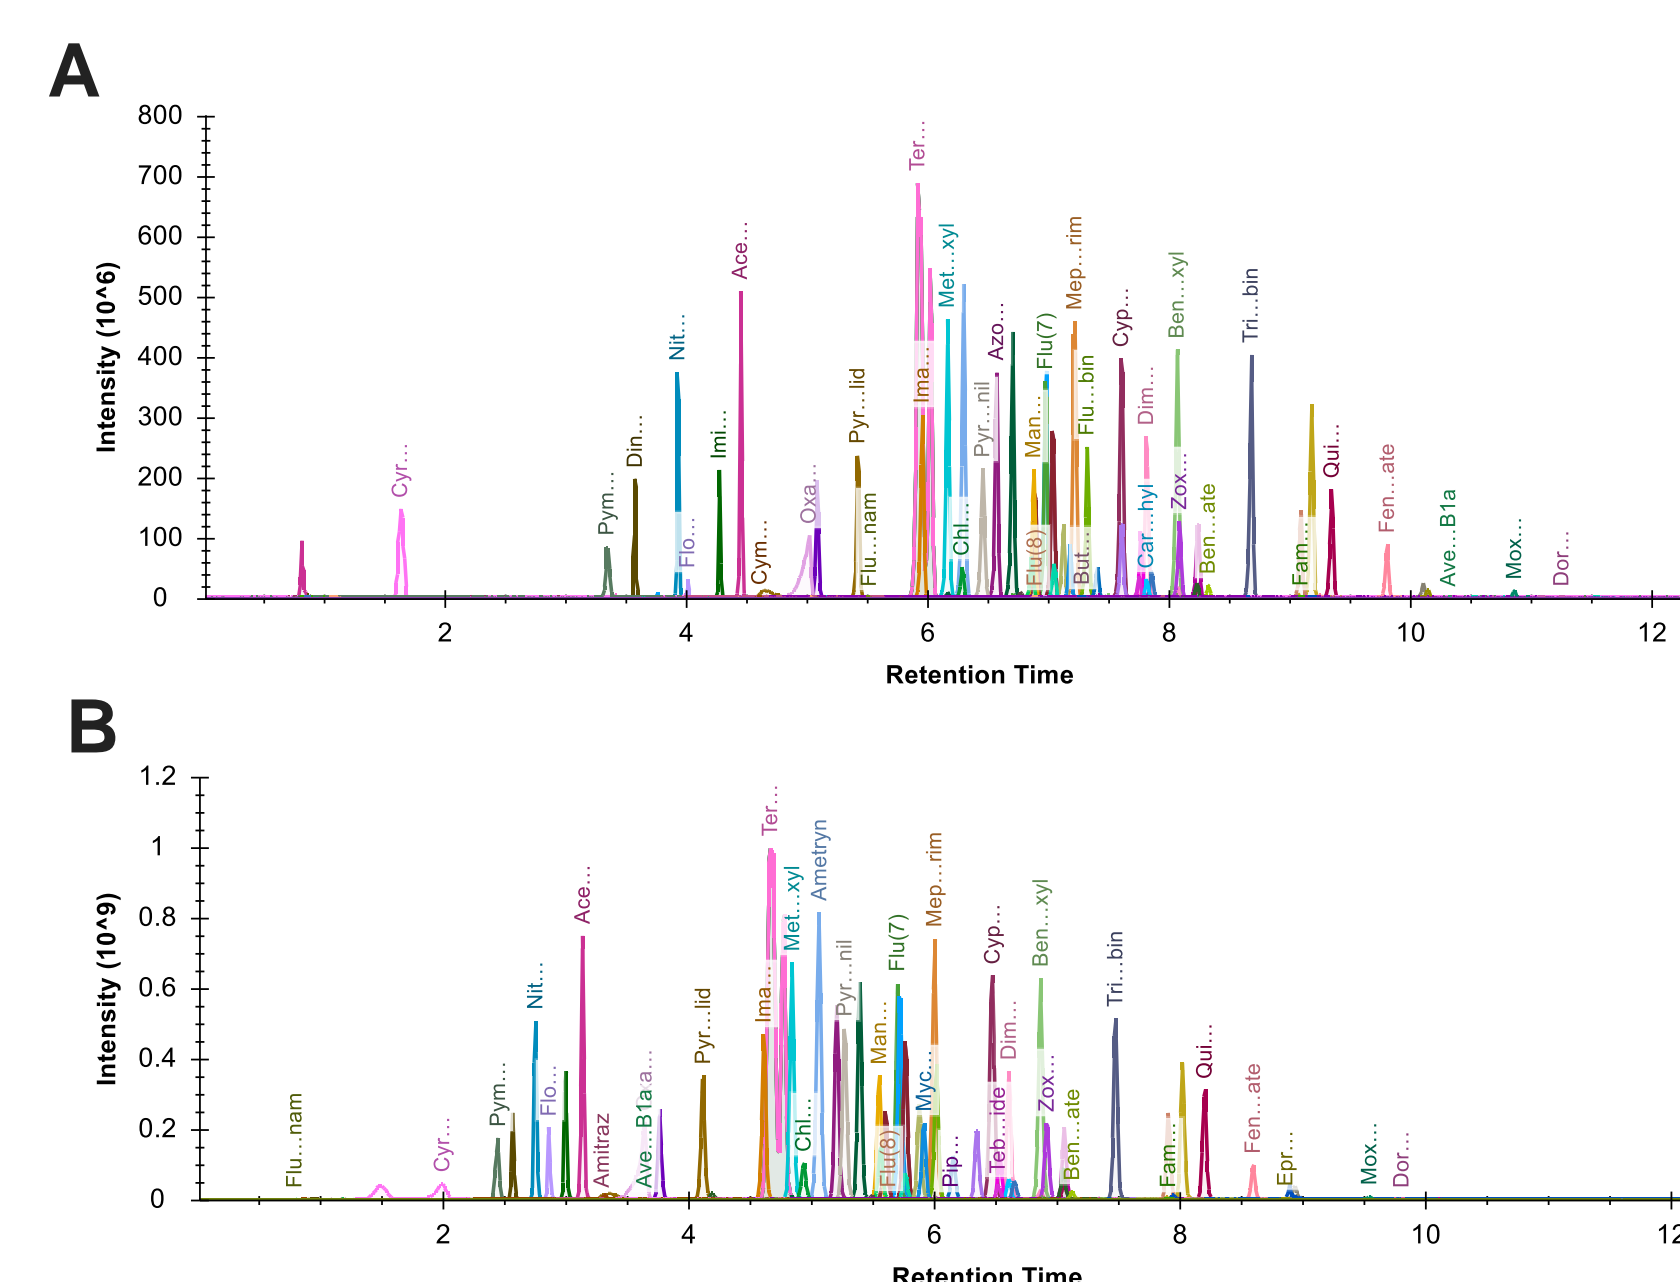 A
Intensity (10^6)
800
700
600
500
400
300
200
100
0
Cyr...
Pym...
Din...
Nit...
Flo...
Imi...
Ace...
Cym...
Oxa...
Pyr...lid
Flu...nam
Ter...
Ima...
Met...xyl
Chl...
Pyr...nil
Azo...
Man...
Flu(8)
Flu(7)
Mep...rim
But...
Flu...bin
Cyp...
Dim...
Car...hyl
Ben...xyl
Zox...
Ben...ate
Tri...bin
Fam...
Qui...
Fen...ate
Ave...B1a
Mox...
Dor...
2 4 6 8 10 12
Retention Time
B
Intensity (10^9)
1.2
1
0.8
0.6
0.4
0.2
0
Flu...nam
Cyr...
Pym...
Nit...
Flo...
Ace...
Amitraz
Ave...B1a
Pyr...lid
Ima...
Ter...
Met...xyl
Chl...
Ametryn
Pyr...nil
Man...
Flu(8)
Flu(7)
Myc...
Mep...rim
Pip...
Cyp...
Teb...ide
Dim...
Ben...xyl
Zox...
Ben...ate
Tri...bin
Fam...
Qui...
Fen...ate
Epr...
Mox...
Dor...
2 4 6 8 10 12
Retention Time